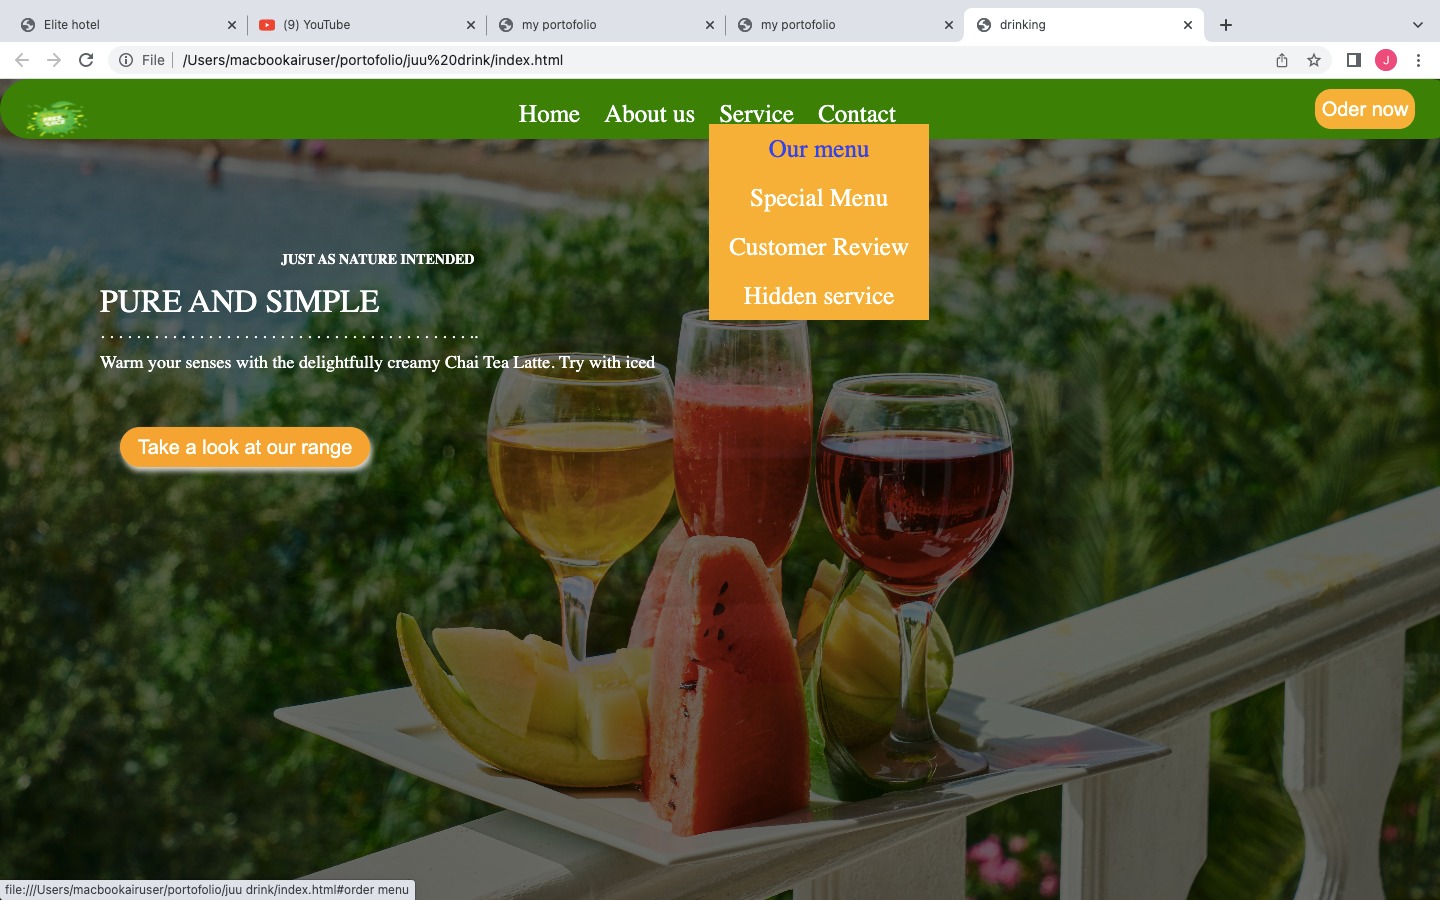 Elite hotel
(9) YouTube
my portofolio
my portofolio
drinking
File
/Users/macbookairuser/portofolio/juu%20drink/index.html
J
Home
About us
Service
Contact
Oder now
Our menu
Special Menu
Customer Review
Hidden service
JUST AS NATURE INTENDED
PURE AND SIMPLE
Warm your senses with the delightfully creamy Chai Tea Latte. Try with iced
Take a look at our range
file:///Users/macbookairuser/portofolio/juu drink/index.html#order menu